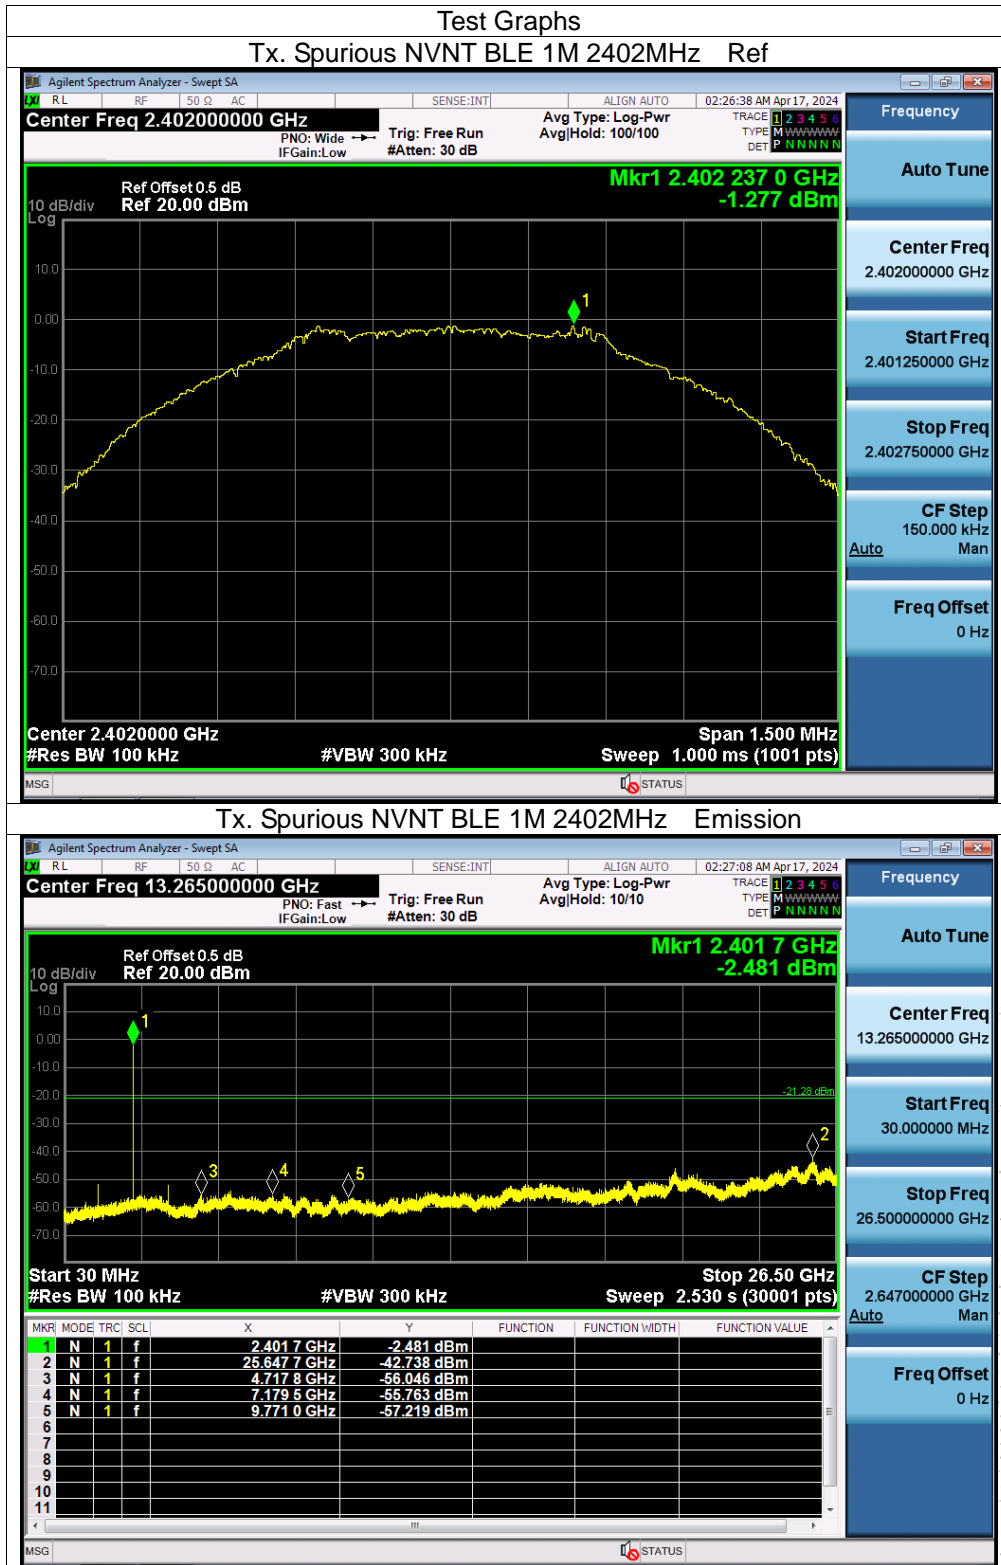 Test Graphs
Tx. Spurious NVNT BLE 1M 2402MHz Ref
Agilent Spectrum Analyzer - Swept SA
LXI RL RF 50 Ω AC SENSE:INT ALIGN AUTO 02:26:38 AM Apr 17, 2024
Center Freq 2.402000000 GHz
PNO: Wide
IFGain:Low
Trig: Free Run
#Atten: 30 dB
Avg Type: Log-Pwr
Avg|Hold: 100/100
TRACE 1 2 3 4 5 6
TYPE M WWWWW
DET P N N N N N
Frequency
Auto Tune
Center Freq
2.402000000 GHz
Start Freq
2.401250000 GHz
Stop Freq
2.402750000 GHz
CF Step
150.000 kHz
Auto Man
Freq Offset
0 Hz
Mkr1 2.402 237 0 GHz
-1.277 dBm
Ref Offset 0.5 dB
10 dB/div Ref 20.00 dBm
Log
10.0
0.00
-10.0
-20.0
-30.0
-40.0
-50.0
-60.0
-70.0
1
Center 2.4020000 GHz Span 1.500 MHz
#Res BW 100 kHz #VBW 300 kHz Sweep 1.000 ms (1001 pts)
MSG STATUS
Tx. Spurious NVNT BLE 1M 2402MHz Emission
Agilent Spectrum Analyzer - Swept SA
LXI RL RF 50 Ω AC SENSE:INT ALIGN AUTO 02:27:08 AM Apr 17, 2024
Center Freq 13.265000000 GHz
PNO: Fast
IFGain:Low
Trig: Free Run
#Atten: 30 dB
Avg Type: Log-Pwr
Avg|Hold: 10/10
TRACE 1 2 3 4 5 6
TYPE M WWWWW
DET P N N N N N
Frequency
Auto Tune
Center Freq
13.265000000 GHz
Start Freq
30.000000 MHz
Stop Freq
26.500000000 GHz
CF Step
2.647000000 GHz
Auto Man
Freq Offset
0 Hz
Mkr1 2.401 7 GHz
-2.481 dBm
Ref Offset 0.5 dB
10 dB/div Ref 20.00 dBm
Log
10.0
0.00
-10.0
-20.0
-30.0
-40.0
-50.0
-60.0
-70.0
-21.28 dBm
1
2
3
4
5
Start 30 MHz Stop 26.50 GHz
#Res BW 100 kHz #VBW 300 kHz Sweep 2.530 s (30001 pts)
MKR MODE TRC SCL X Y FUNCTION FUNCTION WIDTH FUNCTION VALUE
1 N 1 f 2.401 7 GHz -2.481 dBm
2 N 1 f 25.647 7 GHz -42.738 dBm
3 N 1 f 4.717 8 GHz -56.046 dBm
4 N 1 f 7.179 5 GHz -55.763 dBm
5 N 1 f 9.771 0 GHz -57.219 dBm
6
7
8
9
10
11
MSG STATUS